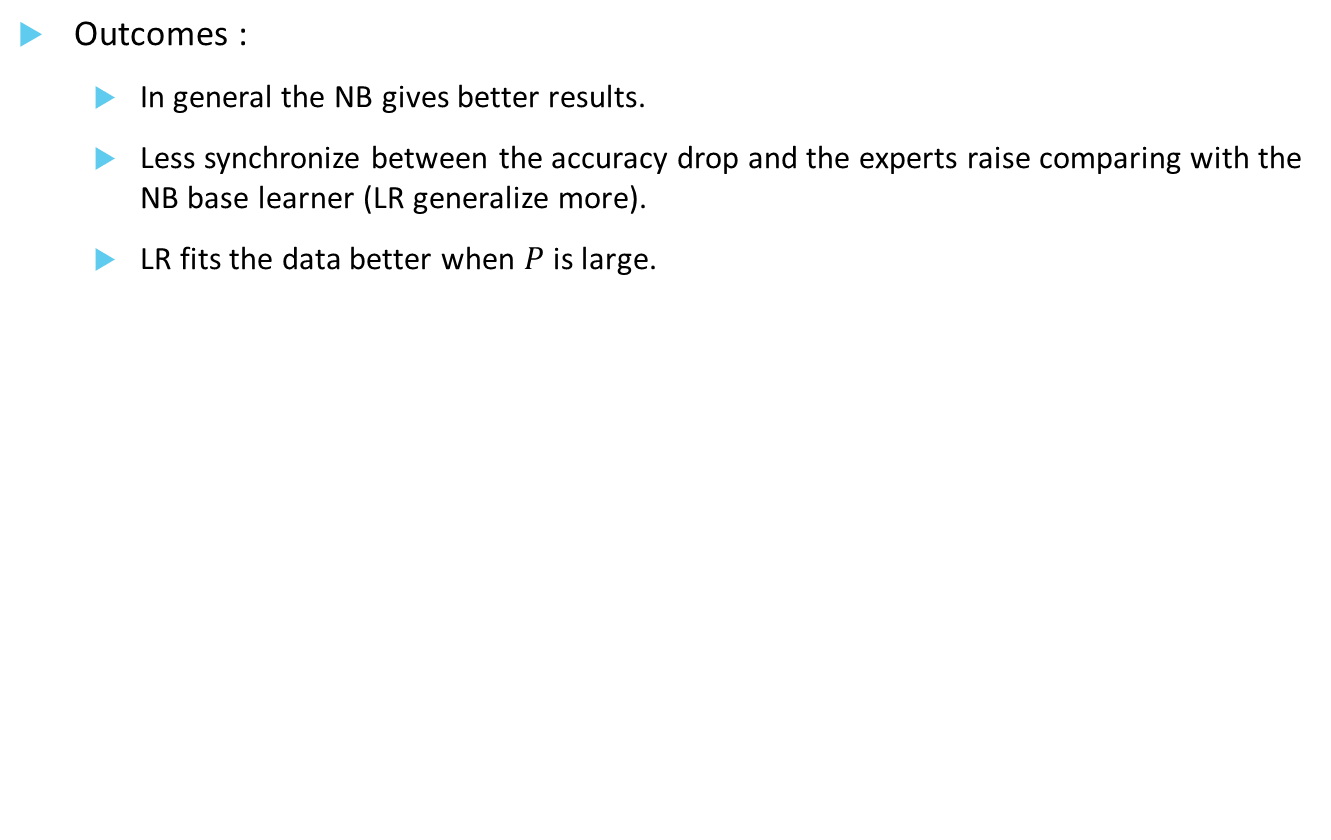 Outcomes :
In general the NB gives better results.
Less synchronize between the accuracy drop and the experts raise comparing with the
NB base learner (LR generalize more).
LR fits the data better when P is large.